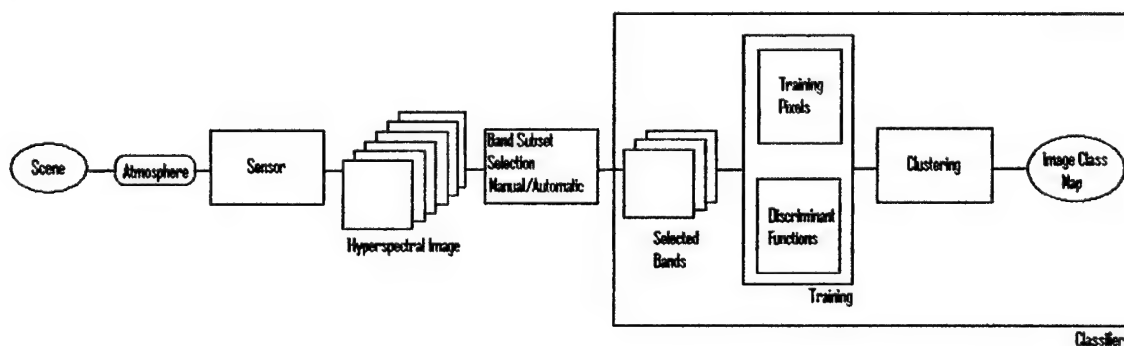 Scene
Atmosphere
Sensor
Hyperspectral Image
Band Subset
Selection
Manual/Automatic
Selected
Bands
Training
Pixels
Discriminant
Functions
Training
Clustering
Image Class
Map
Classifier